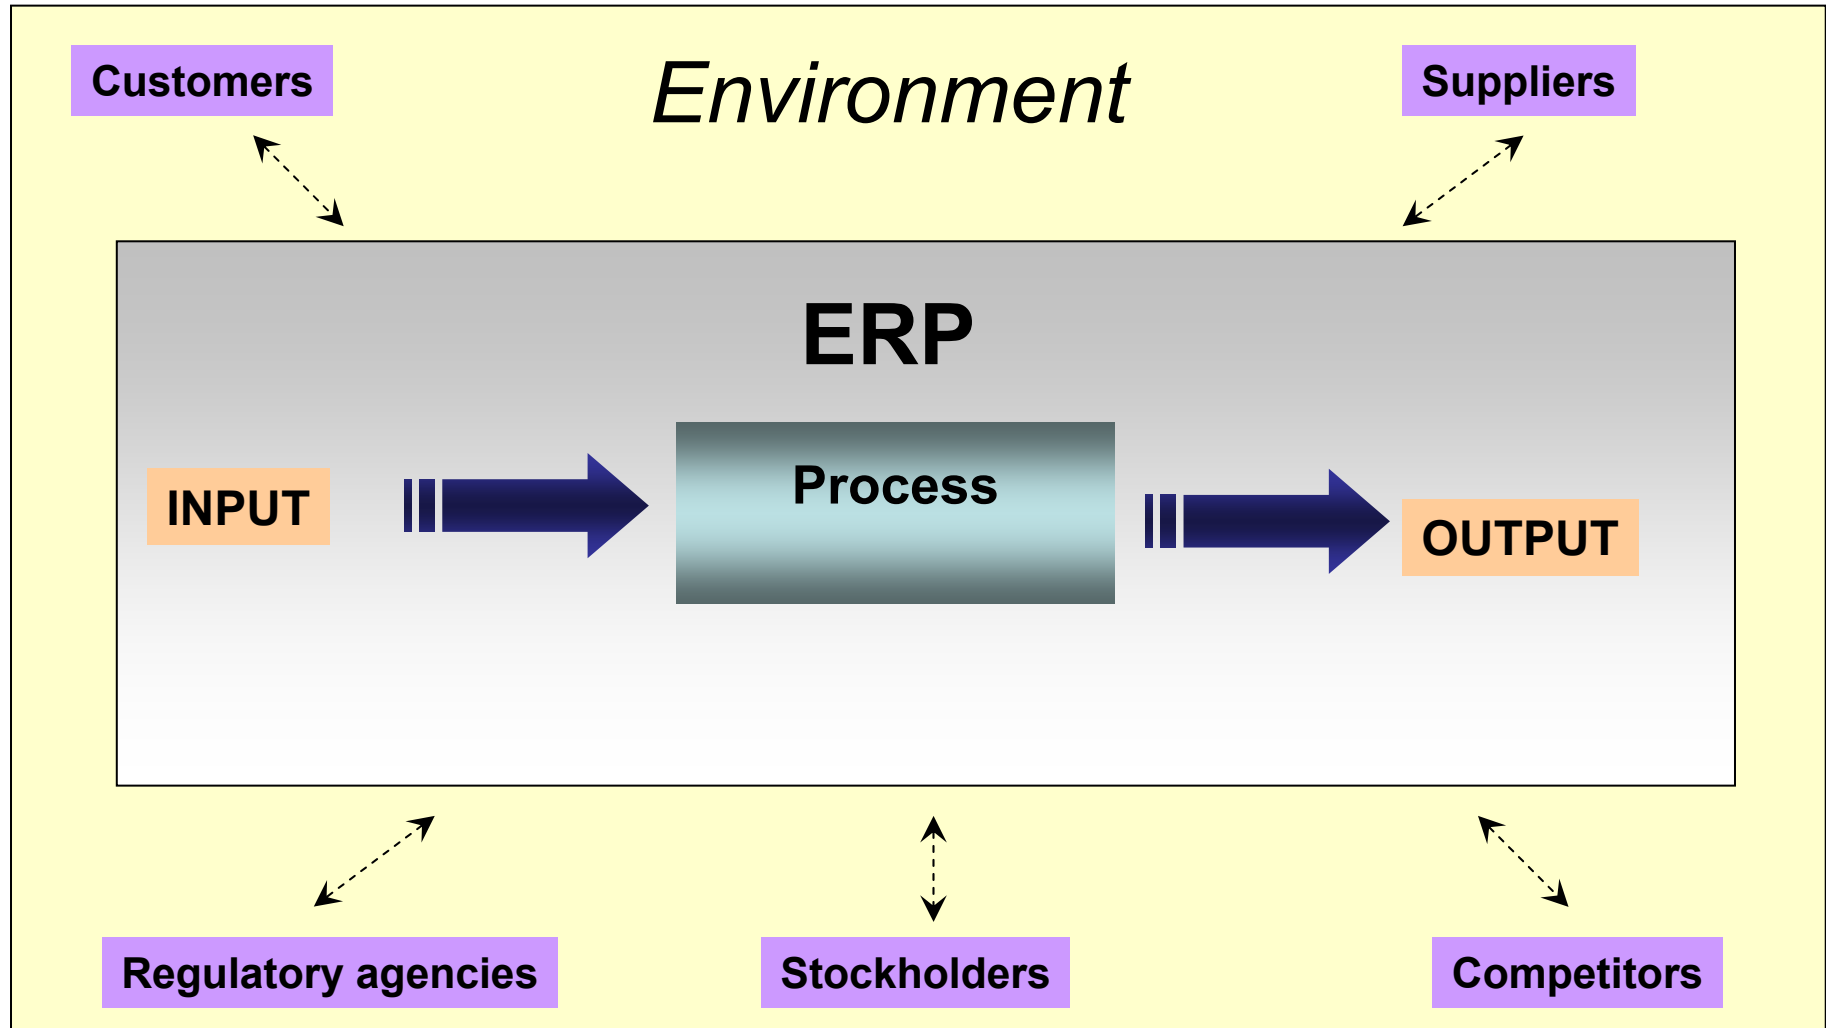 Customers
Environment
Suppliers
ERP
INPUT
Process
OUTPUT
Regulatory agencies
Stockholders
Competitors